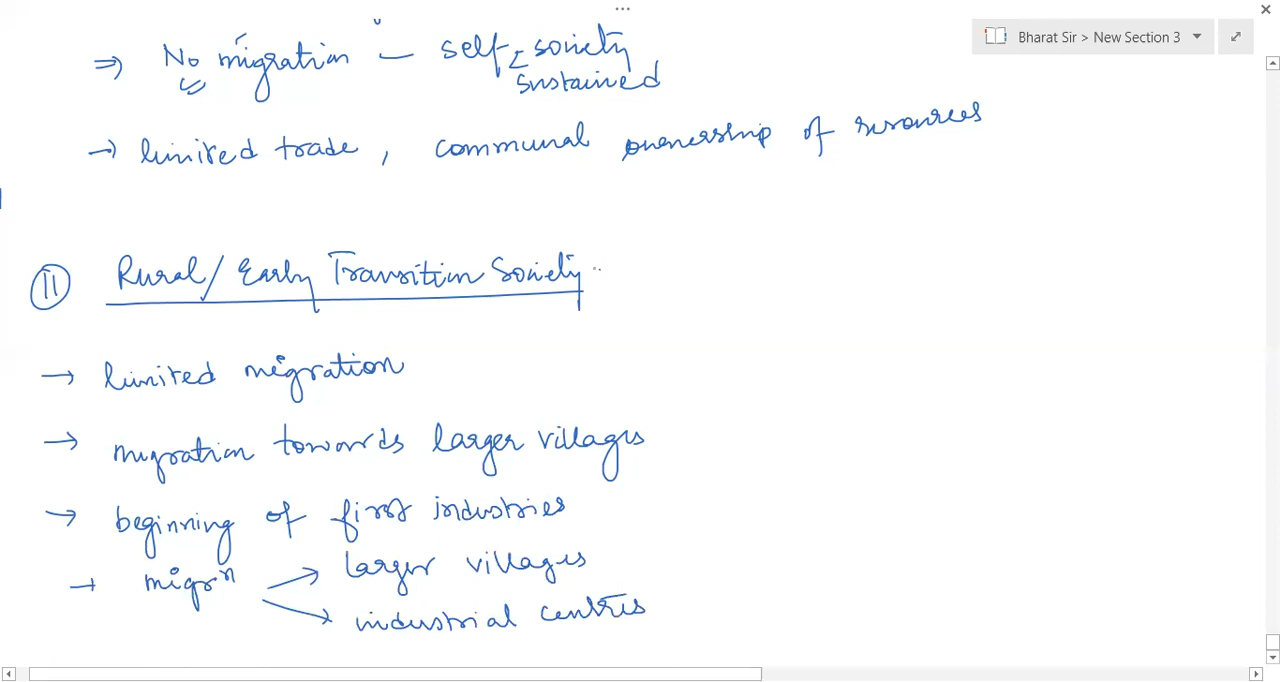 ...
Bharat Sir > New Section 3
⇒ No migration – self society
sustained
→ limited trade, communal ownership of resources
II Rural/Early Transition Society
→ limited migration
→ migration towards larger villages
→ beginning of first industries
→ migrⁿ → larger villages
→ industrial centres